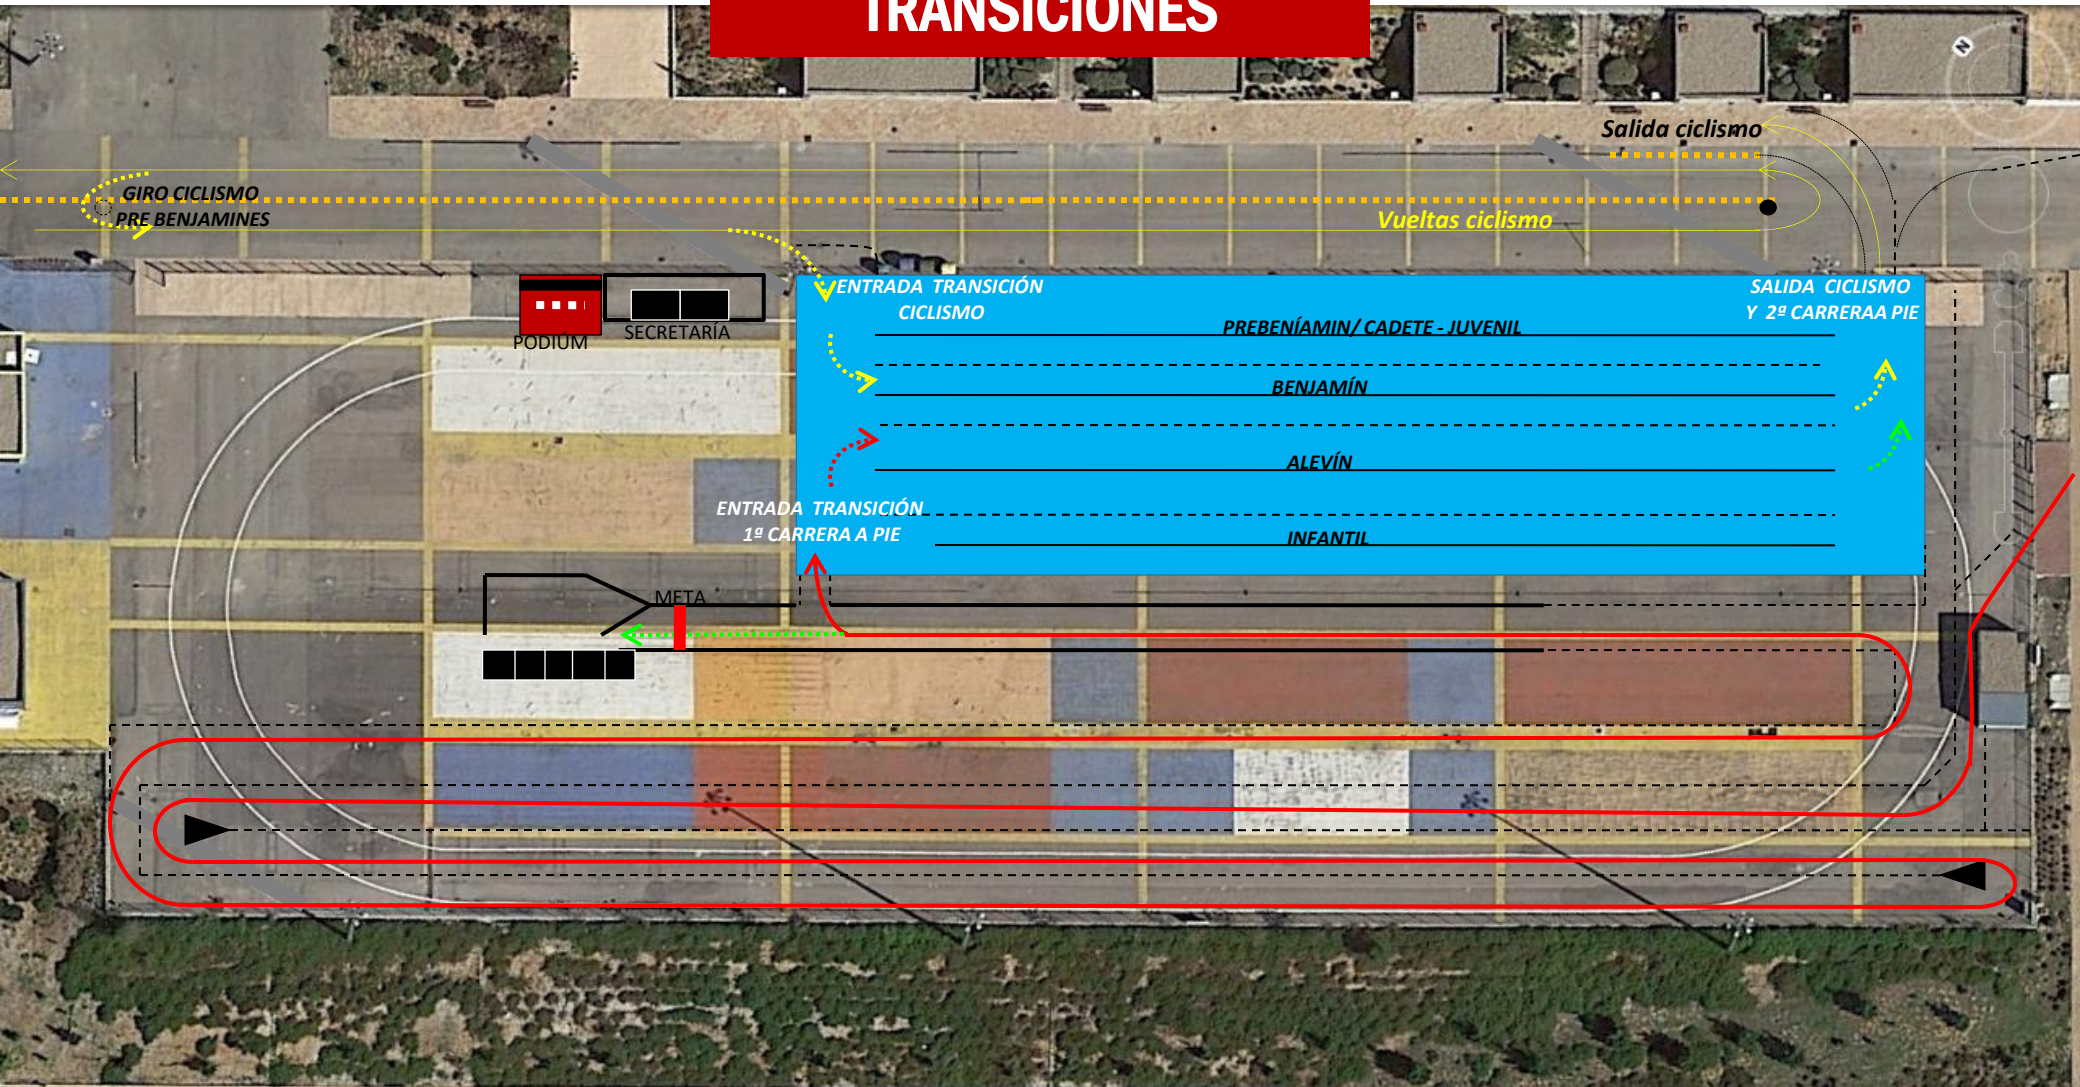 TRANSICIONES
N
Salida ciclismo
GIRO CICLISMO
PRE BENJAMINES
Vueltas ciclismo
ENTRADA TRANSICIÓN
CICLISMO
SALIDA CICLISMO
Y 2ª CARRERAA PIE
PODIUM
SECRETARÍA
PREBENÍAMIN/ CADETE - JUVENIL
BENJAMÍN
ALEVÍN
ENTRADA TRANSICIÓN
1ª CARRERA A PIE
INFANTIL
META